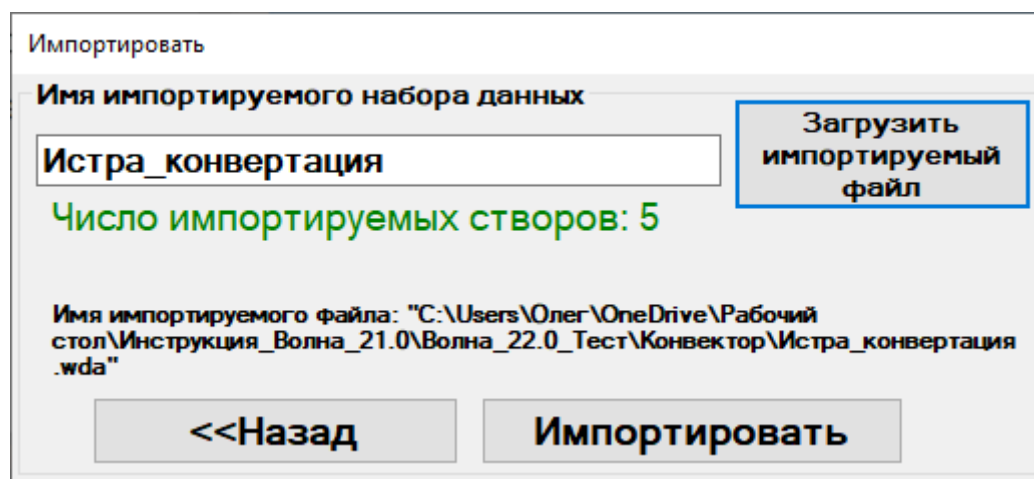 Импортировать
Имя импортируемого набора данных
Истра_конвертация
Загрузить
импортируемый
файл
Число импортируемых створов: 5
Имя импортируемого файла: "C:\Users\Олег\OneDrive\Рабочий
стол\Инструкция_Волна_21.0\Волна_22.0_Тест\Конвектор\Истра_конвертация
.wda"
<<Назад
Импортировать